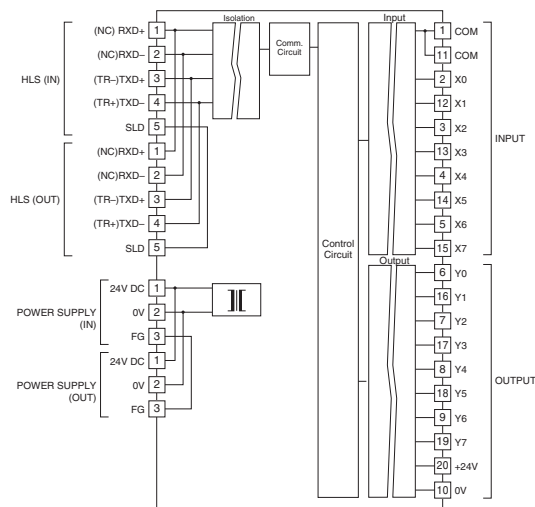 Isolation
Input
(NC) RXD+ 1
(NC)RXD– 2
(TR–)TXD+ 3
(TR+)TXD– 4
SLD 5
HLS (IN)
(NC)RXD+ 1
(NC)RXD– 2
(TR–)TXD+ 3
(TR+)TXD– 4
SLD 5
HLS (OUT)
24V DC 1
0V 2
FG 3
POWER SUPPLY
(IN)
24V DC 1
0V 2
FG 3
POWER SUPPLY
(OUT)
Comm.
Circuit
Control
Circuit
1 COM
11 COM
2 X0
12 X1
3 X2
13 X3
4 X4
14 X5
5 X6
15 X7
INPUT
Output
6 Y0
16 Y1
7 Y2
17 Y3
8 Y4
18 Y5
9 Y6
19 Y7
20 +24V
10 0V
OUTPUT